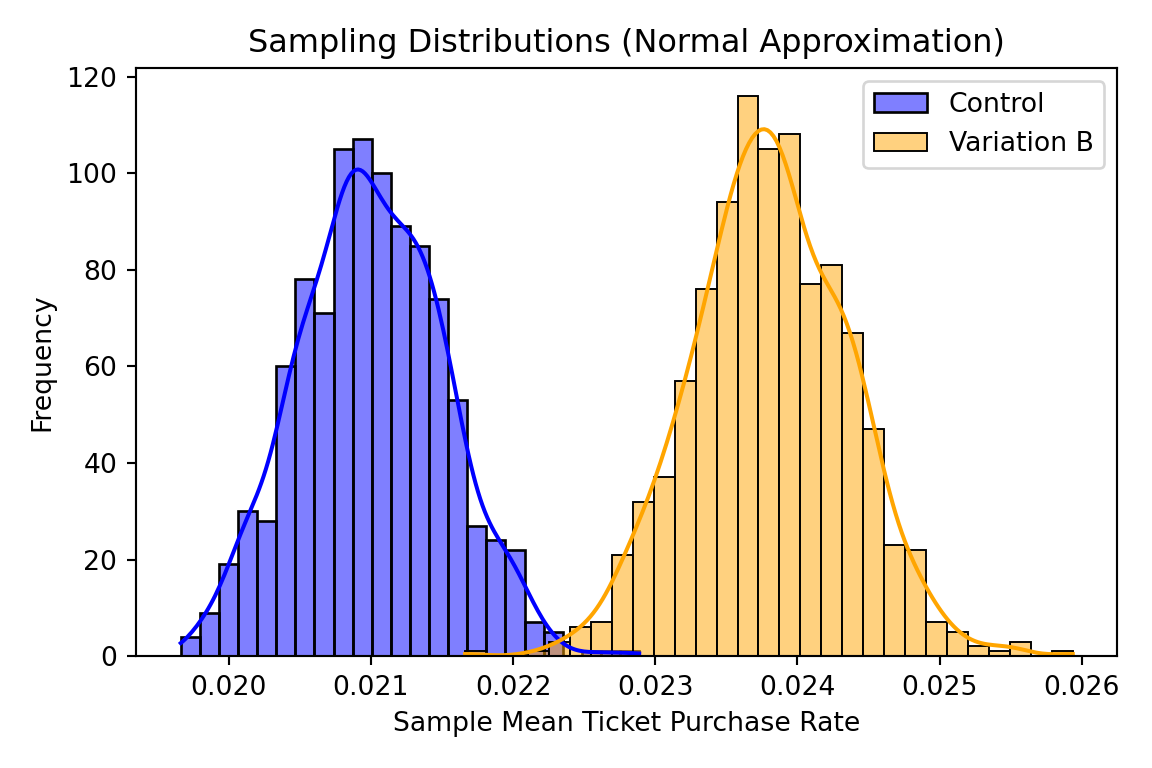 Sampling Distributions (Normal Approximation)
120
100
80
60
40
20
0
Frequency
Control
Variation B
0.020 0.021 0.022 0.023 0.024 0.025 0.026
Sample Mean Ticket Purchase Rate